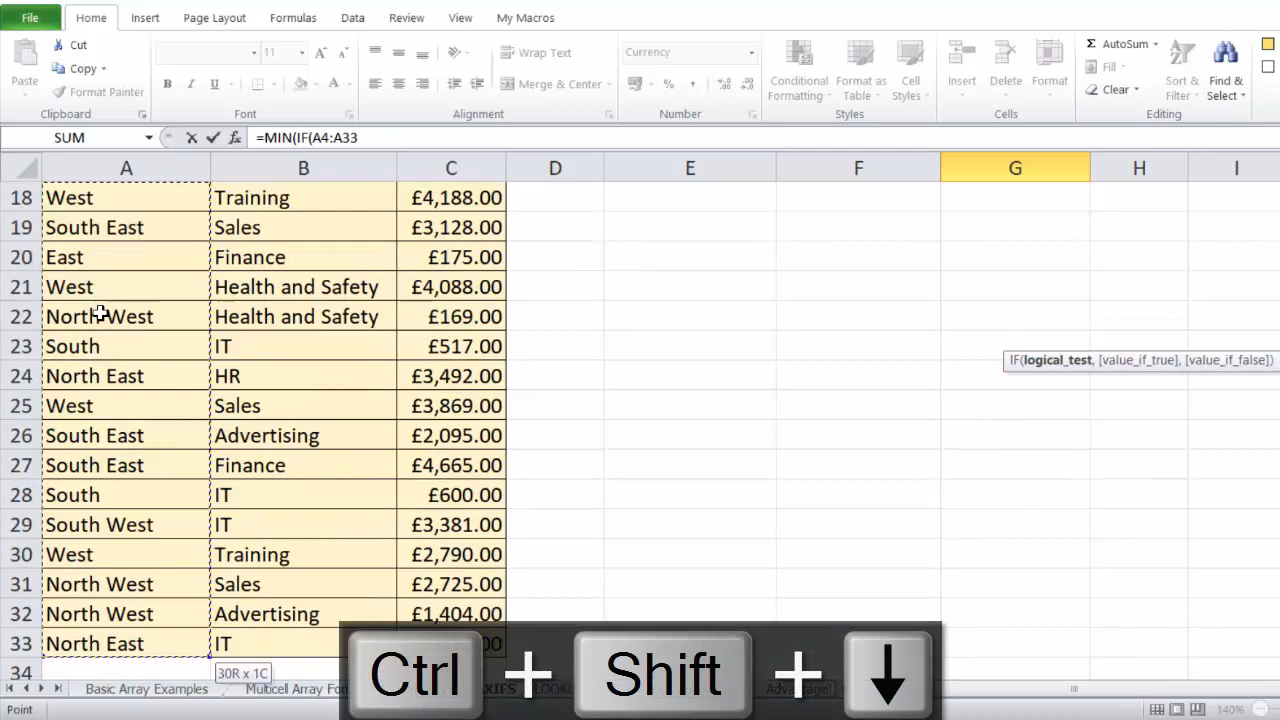 File Home Insert Page Layout Formulas Data Review View My Macros
Cut 11 Wrap Text Currency AutoSum
Copy Fill
Paste Format Painter B I U Merge & Center % , Conditional Formatting Format as Table Cell Styles Insert Delete Format Clear Sort & Filter Find & Select
Clipboard Font Alignment Number Styles Cells Editing
SUM fx =MIN(IF(A4:A33
A B C D E F G H I
18 West Training £4,188.00
19 South East Sales £3,128.00
20 East Finance £175.00
21 West Health and Safety £4,088.00
22 North West Health and Safety £169.00
23 South IT £517.00
IF(logical_test, [value_if_true], [value_if_false])
24 North East HR £3,492.00
25 West Sales £3,869.00
26 South East Advertising £2,095.00
27 South East Finance £4,665.00
28 South IT £600.00
29 South West IT £3,381.00
30 West Training £2,790.00
31 North West Sales £2,725.00
32 North West Advertising £1,404.00
33 North East IT
34 30R x 1C
Ctrl + Shift + ↓
Basic Array Examples Multicell Array
Point 140%